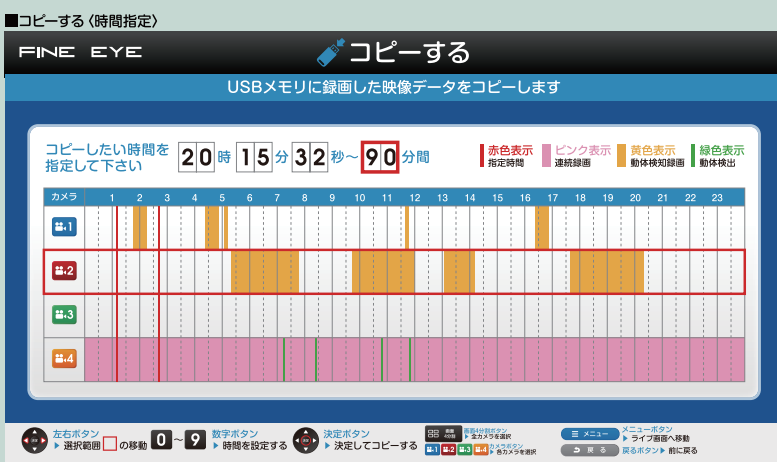 ■コピーする〈時間指定〉
FINE EYE
コピーする
USBメモリに録画した映像データをコピーします
コピーしたい時間を
指定して下さい
20時15分32秒～90分間
赤色表示
指定時間
ピンク表示
連続録画
黄色表示
動体検知録画
緑色表示
動体検出
カメラ 1 2 3 4 5 6 7 8 9 10 11 12 13 14 15 16 17 18 19 20 21 22 23
1
2
3
4
左右ボタン
▶ 選択範囲 の移動
0～9
数字ボタン
▶ 時間を設定する
決定ボタン
▶ 決定してコピーする
画面
4分割
画面4分割ボタン
▶ 全カメラを選択
1 2 3 4
カメラボタン
▶ 各カメラを選択
メニュー
メニューボタン
▶ ライブ画面へ移動
戻る
戻るボタン ▶ 前に戻る